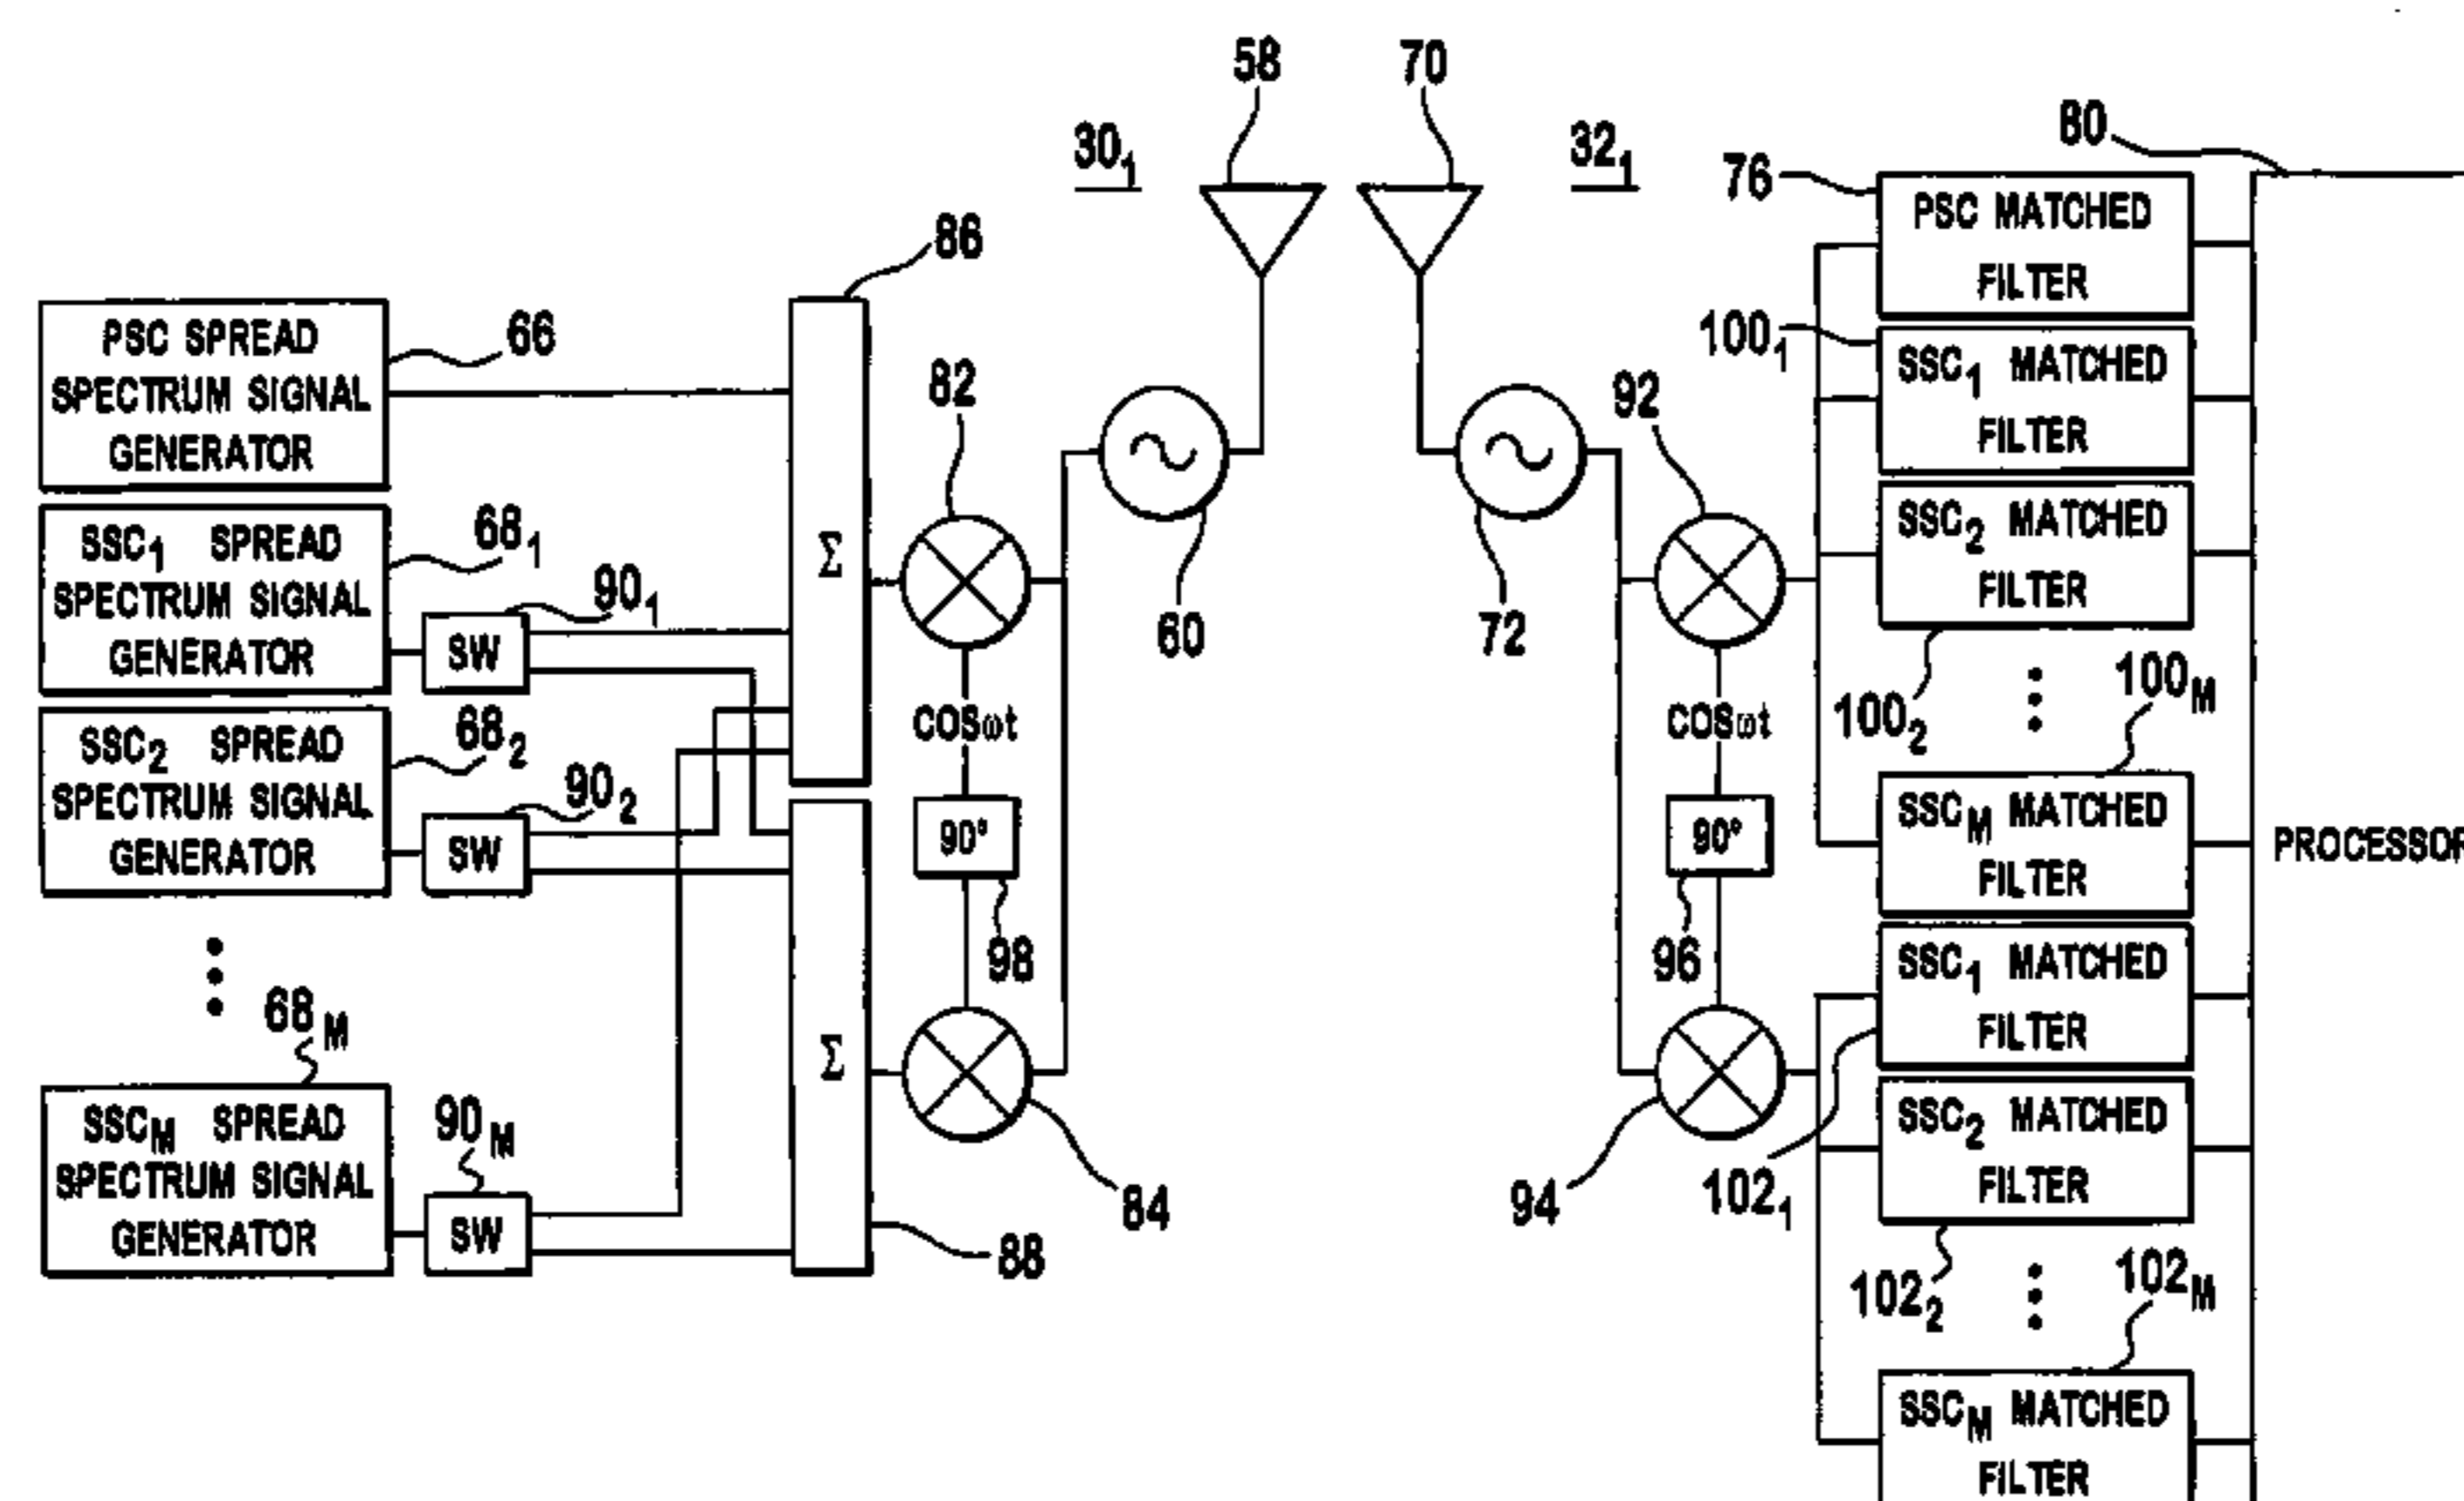 58
70
30₁
32₁
80
76
PSC MATCHED
FILTER
86
PSC SPREAD
SPECTRUM SIGNAL
GENERATOR
66
100₁
SSC₁ MATCHED
FILTER
82
92
SSC₁ SPREAD
SPECTRUM SIGNAL
GENERATOR
68₁
90₁
SW
Σ
60
72
SSC₂ MATCHED
FILTER
100₂
100M
COSωt
COSωt
SSC₂ SPREAD
SPECTRUM SIGNAL
GENERATOR
68₂
90₂
SW
90°
98
90°
96
SSCM MATCHED
FILTER
PROCESSOR
SSC₁ MATCHED
FILTER
102₁
68M
SSCM SPREAD
SPECTRUM SIGNAL
GENERATOR
90M
SW
Σ
84
88
94
SSC₂ MATCHED
FILTER
102₂
102M
SSCM MATCHED
FILTER